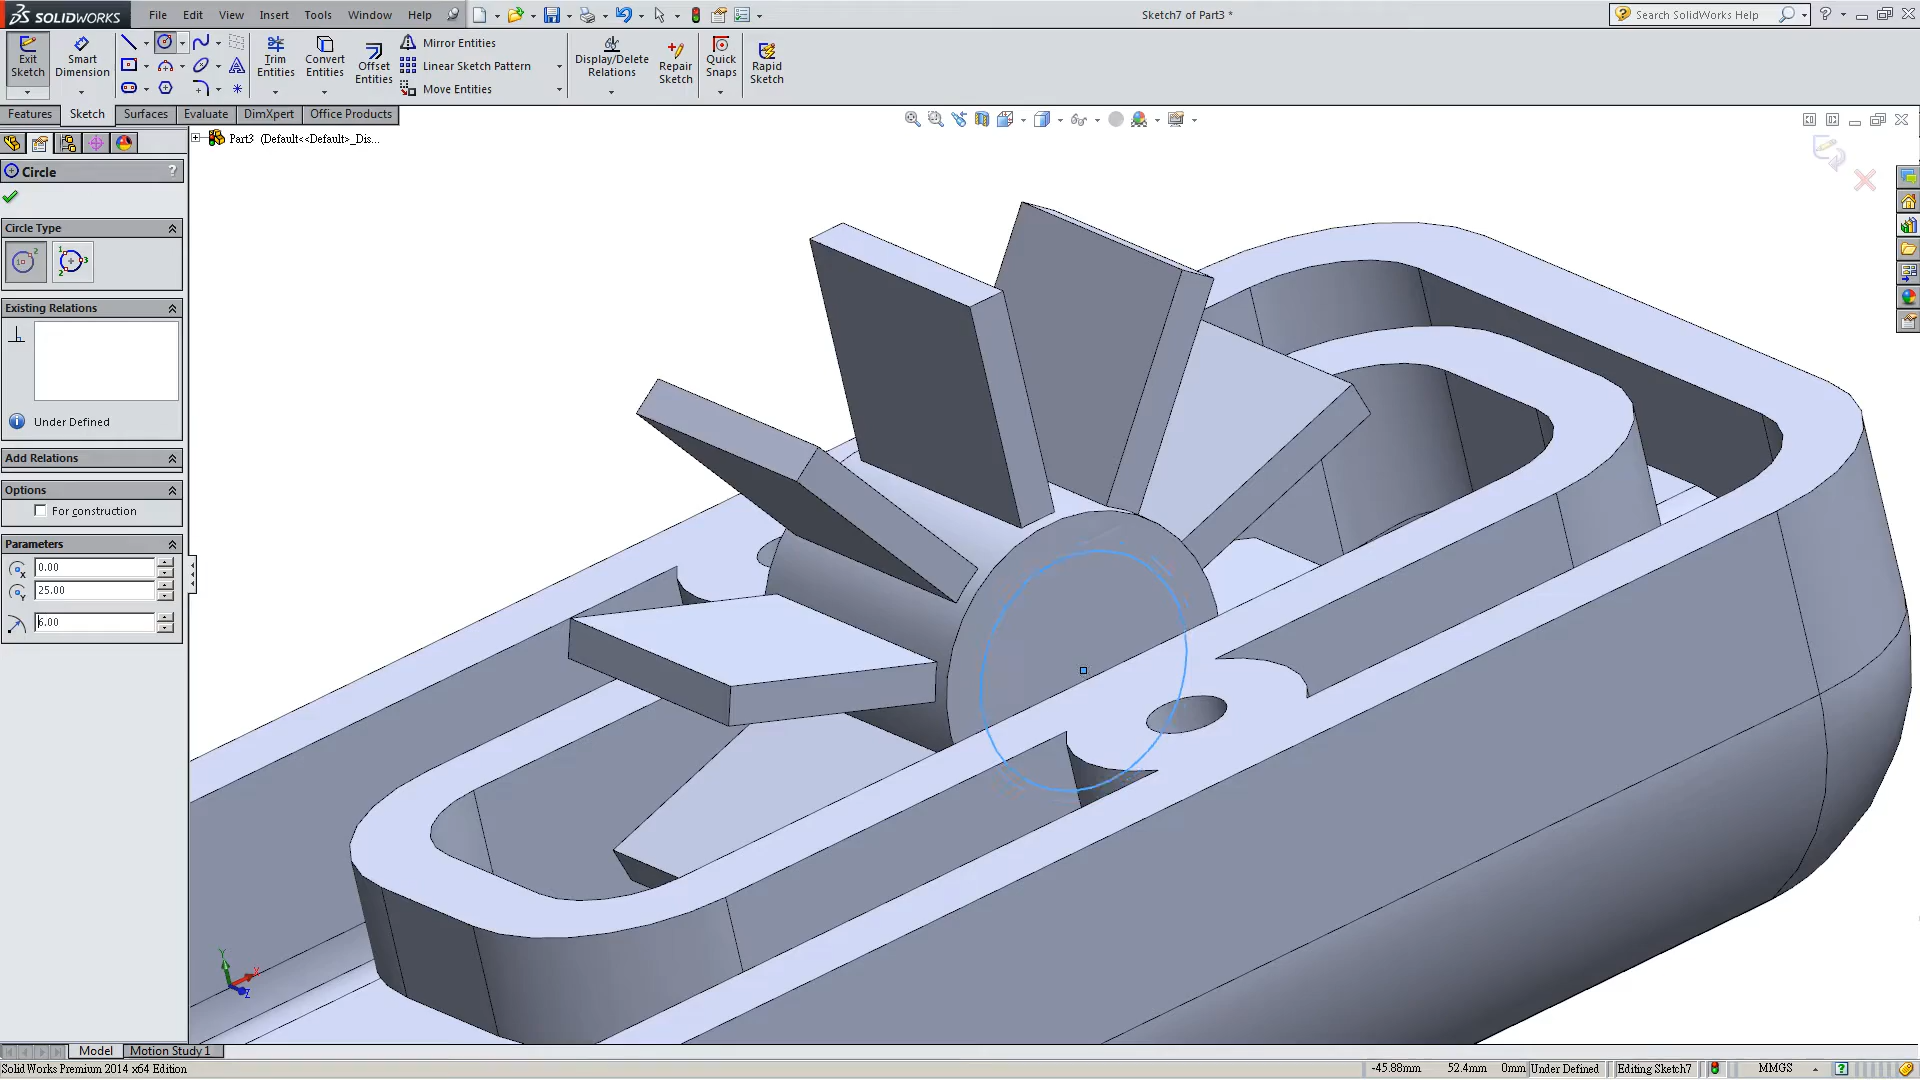 SOLIDWORKS
File Edit View Insert Tools Window Help
Sketch7 of Part3 *
Search SolidWorks Help
Exit Sketch
Smart Dimension
Trim Entities
Convert Entities
Offset Entities
Mirror Entities
Linear Sketch Pattern
Move Entities
Display/Delete Relations
Repair Sketch
Quick Snaps
Rapid Sketch
Features Sketch Surfaces Evaluate DimXpert Office Products
Part3 (Default<<Default>_Dis...
Circle ?
Circle Type
Existing Relations
Under Defined
Add Relations
Options
For construction
Parameters
0.00
25.00
6.00
Y X Z
Model Motion Study 1
SolidWorks Premium 2014 x64 Edition
-45.88mm 52.4mm 0mm Under Defined Editing Sketch7 MMGS ?